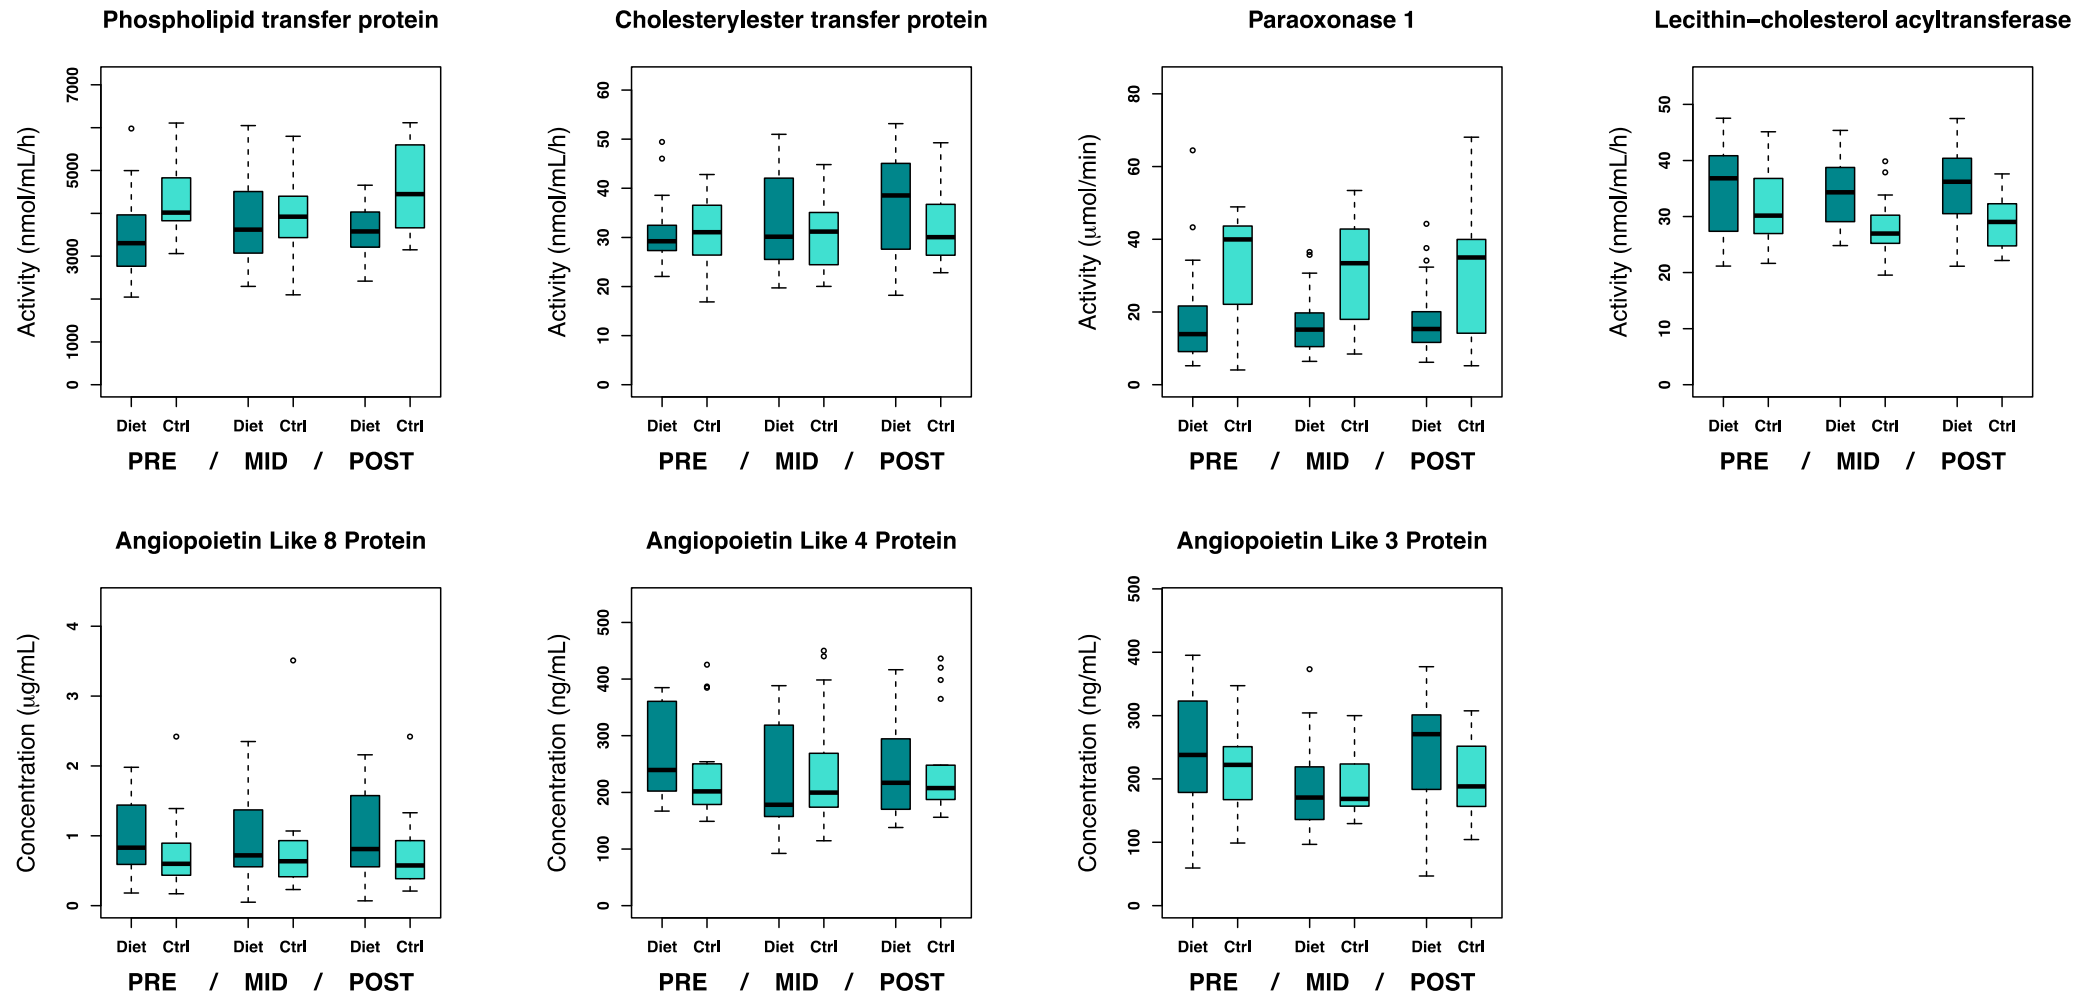 Phospholipid transfer protein
Activity (nmol/mL/h)
7000
5000
3000
1000
0
Diet Ctrl Diet Ctrl Diet Ctrl
PRE / MID / POST
Cholesterylester transfer protein
Activity (nmol/mL/h)
60
50
40
30
20
10
0
Diet Ctrl Diet Ctrl Diet Ctrl
PRE / MID / POST
Paraoxonase 1
Activity (μmol/min)
80
60
40
20
0
Diet Ctrl Diet Ctrl Diet Ctrl
PRE / MID / POST
Lecithin−cholesterol acyltransferase
Activity (nmol/mL/h)
50
40
30
20
10
0
Diet Ctrl Diet Ctrl Diet Ctrl
PRE / MID / POST
Angiopoietin Like 8 Protein
Concentration (μg/mL)
4
3
2
1
0
Diet Ctrl Diet Ctrl Diet Ctrl
PRE / MID / POST
Angiopoietin Like 4 Protein
Concentration (ng/mL)
500
400
300
200
100
0
Diet Ctrl Diet Ctrl Diet Ctrl
PRE / MID / POST
Angiopoietin Like 3 Protein
Concentration (ng/mL)
500
400
300
200
100
0
Diet Ctrl Diet Ctrl Diet Ctrl
PRE / MID / POST